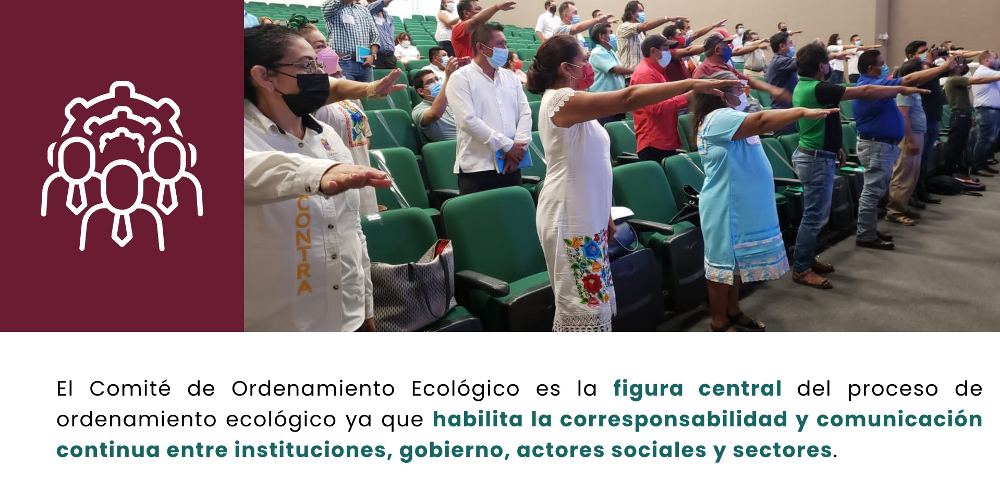 CONTRA
El Comité de Ordenamiento Ecológico es la figura central del proceso de
ordenamiento ecológico ya que habilita la corresponsabilidad y comunicación
continua entre instituciones, gobierno, actores sociales y sectores.